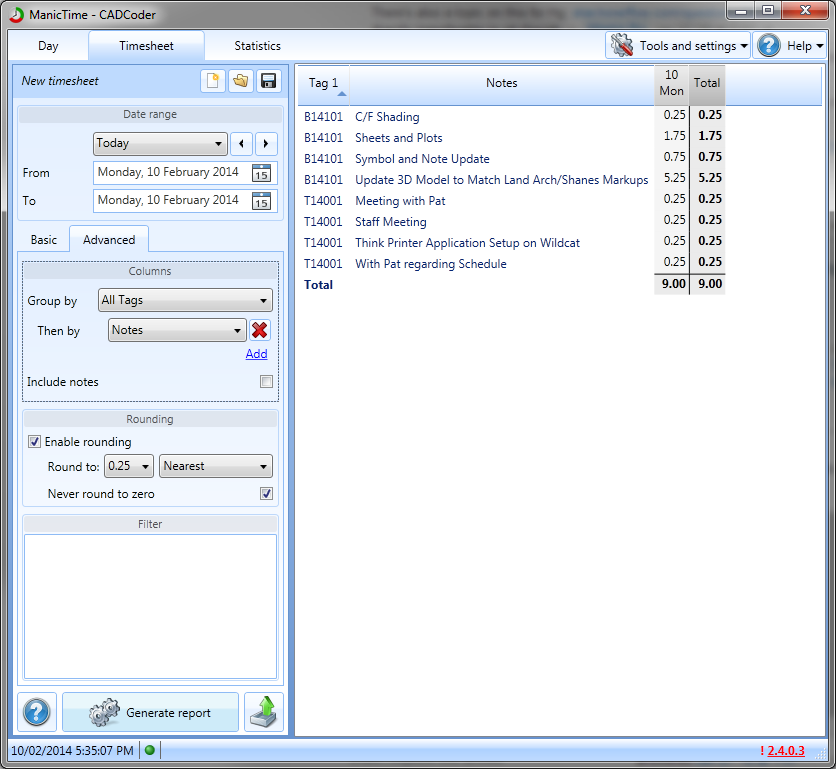 ManicTime - CADCoder
Day Timesheet Statistics Tools and settings Help
New timesheet
Date range
Today
From Monday, 10 February 2014 15
To Monday, 10 February 2014 15
Basic Advanced
Columns
Group by All Tags
Then by Notes
Add
Include notes
Rounding
Enable rounding
Round to: 0.25 Nearest
Never round to zero
Filter
Generate report
Tag 1 Notes 10 Mon Total
B14101 C/F Shading 0.25 0.25
B14101 Sheets and Plots 1.75 1.75
B14101 Symbol and Note Update 0.75 0.75
B14101 Update 3D Model to Match Land Arch/Shanes Markups 5.25 5.25
T14001 Meeting with Pat 0.25 0.25
T14001 Staff Meeting 0.25 0.25
T14001 Think Printer Application Setup on Wildcat 0.25 0.25
T14001 With Pat regarding Schedule 0.25 0.25
Total 9.00 9.00
10/02/2014 5:35:07 PM ! 2.4.0.3